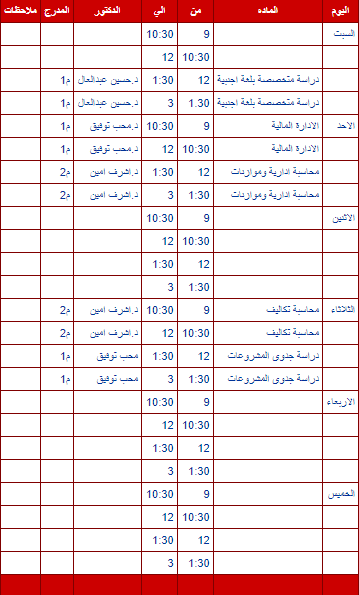 اليوم الماده من الي الدكتور المدرج ملاحظات
السبت 9 10:30
10:30 12
دراسة متخصصة بلغة اجنبية 12 1:30 د.حسين عبدالعال م1
دراسة متخصصة بلغة اجنبية 1.30 3 د.حسين عبدالعال م1
الاحد الادارة المالية 9 10:30 د.محب توفيق م1
الادارة المالية 10:30 12 د.محب توفيق م1
محاسبة ادارية وموازنات 12 1:30 د.اشرف امين م2
محاسبة ادارية وموازنات 1:30 3 د.اشرف امين م2
الاثنين 9 10:30
10:30 12
12 1:30
1:30 3
الثلاثاء محاسبة تكاليف 9 10:30 د.اشرف امين م2
محاسبة تكاليف 10:30 12 د.اشرف امين م2
دراسة جدوى المشروعات 12 1:30 محب توفيق م1
دراسة جدوى المشروعات 1:30 3 محب توفيق م1
الاربعاء 9 10:30
10:30 12
12 1:30
1:30 3
الخميس 9 10:30
10:30 12
12 1:30
1:30 3